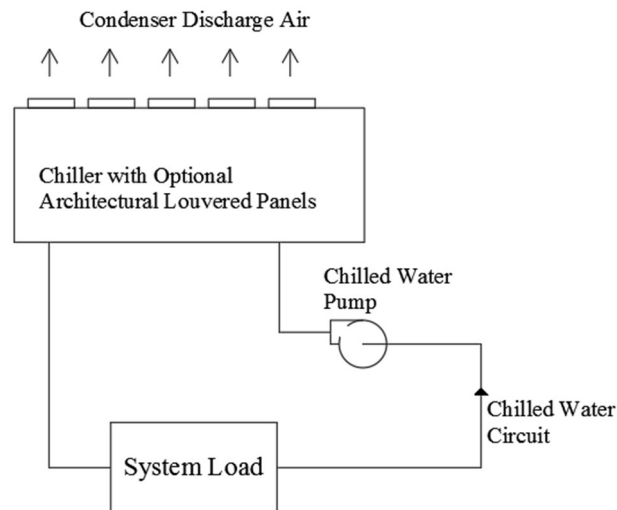 Condenser Discharge Air
Chiller with Optional
Architectural Louvered Panels
Chilled Water
Pump
Chilled Water
Circuit
System Load